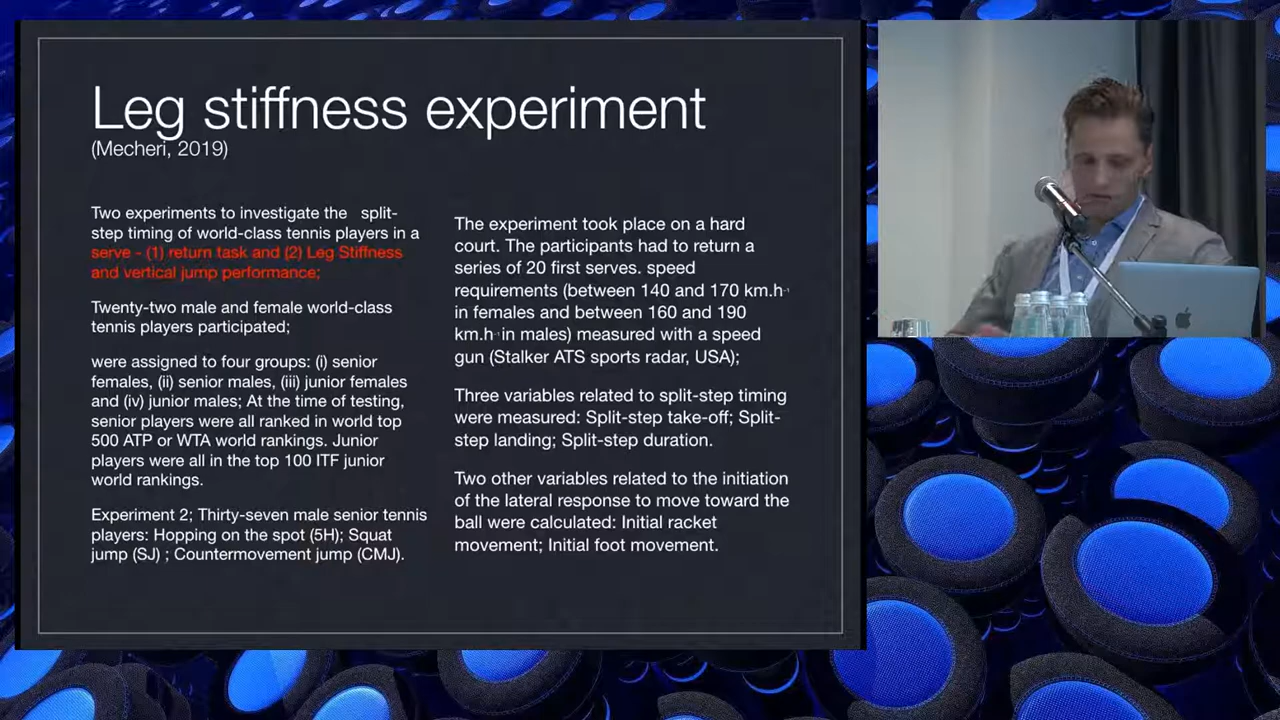 Leg stiffness experiment
(Mecheri, 2019)
Two experiments to investigate the split-
step timing of world-class tennis players in a
serve - (1) return task and (2) Leg Stiffness
and vertical jump performance;
Twenty-two male and female world-class
tennis players participated;
were assigned to four groups: (i) senior
females, (ii) senior males, (iii) junior females
and (iv) junior males; At the time of testing,
senior players were all ranked in world top
500 ATP or WTA world rankings. Junior
players were all in the top 100 ITF junior
world rankings.
Experiment 2; Thirty-seven male senior tennis
players: Hopping on the spot (5H); Squat
jump (SJ) ; Countermovement jump (CMJ).
The experiment took place on a hard
court. The participants had to return a
series of 20 first serves. speed
requirements (between 140 and 170 km.h-¹
in females and between 160 and 190
km.h-¹in males) measured with a speed
gun (Stalker ATS sports radar, USA);
Three variables related to split-step timing
were measured: Split-step take-off; Split-
step landing; Split-step duration.
Two other variables related to the initiation
of the lateral response to move toward the
ball were calculated: Initial racket
movement; Initial foot movement.